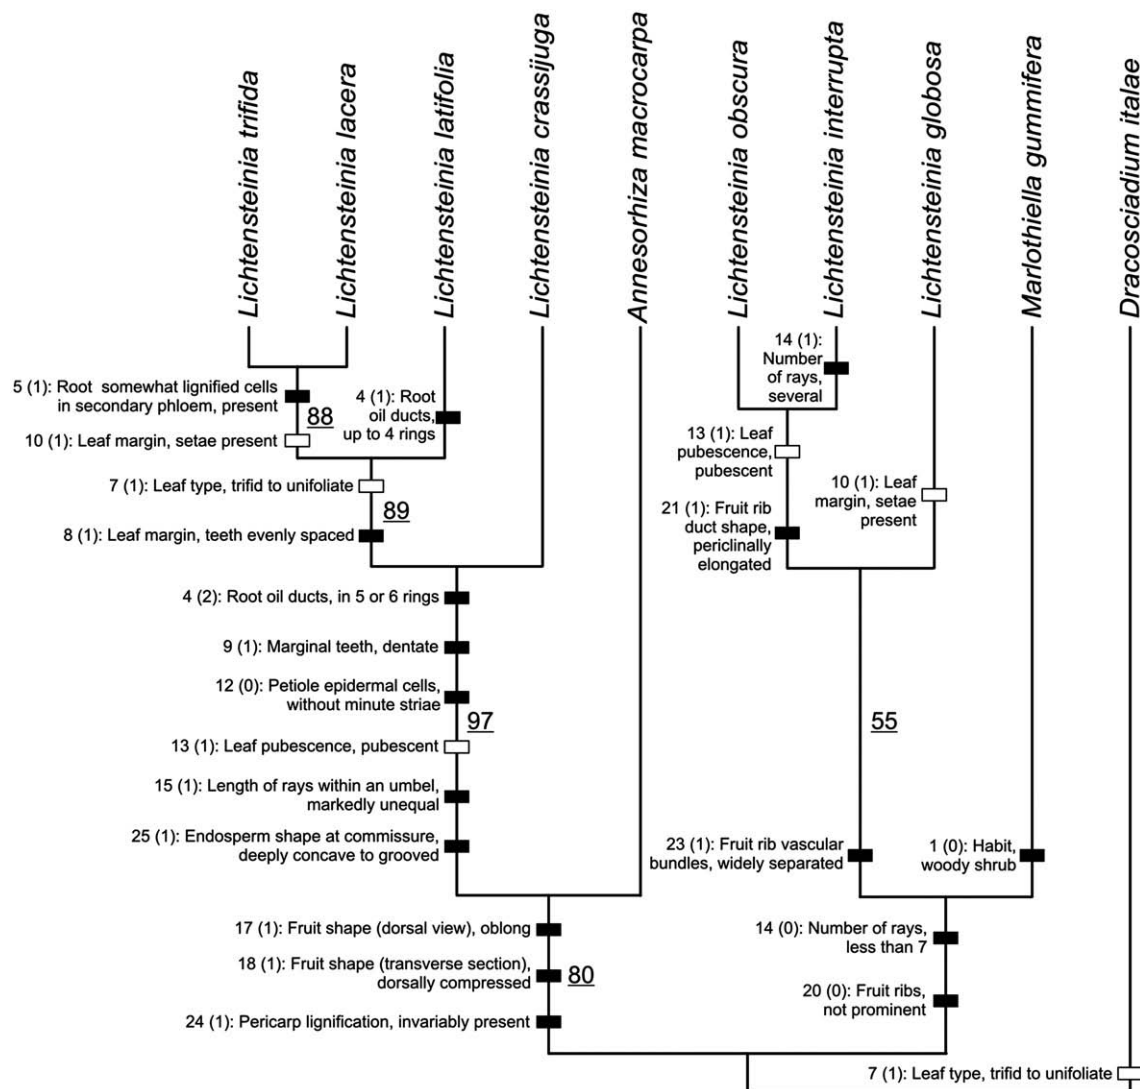 Lichtensteinia trifida
Lichtensteinia lacera
Lichtensteinia latifolia
Lichtensteinia crassijuga
Annesorhiza macrocarpa
Lichtensteinia obscura
Lichtensteinia interrupta
Lichtensteinia globosa
Marlothiella gummifera
Dracosciadium italae
5 (1): Root somewhat lignified cells
in secondary phloem, present
88
10 (1): Leaf margin, setae present
4 (1): Root
oil ducts,
up to 4 rings
7 (1): Leaf type, trifid to unifoliate
89
8 (1): Leaf margin, teeth evenly spaced
4 (2): Root oil ducts, in 5 or 6 rings
9 (1): Marginal teeth, dentate
12 (0): Petiole epidermal cells,
without minute striae
97
13 (1): Leaf pubescence, pubescent
15 (1): Length of rays within an umbel,
markedly unequal
25 (1): Endosperm shape at commissure,
deeply concave to grooved
17 (1): Fruit shape (dorsal view), oblong
18 (1): Fruit shape (transverse section),
dorsally compressed
80
24 (1): Pericarp lignification, invariably present
14 (1):
Number
of rays,
several
13 (1): Leaf
pubescence,
pubescent
21 (1): Fruit rib
duct shape,
periclinally
elongated
10 (1): Leaf
margin, setae
present
55
23 (1): Fruit rib vascular
bundles, widely separated
1 (0): Habit,
woody shrub
14 (0): Number of rays,
less than 7
20 (0): Fruit ribs,
not prominent
7 (1): Leaf type, trifid to unifoliate